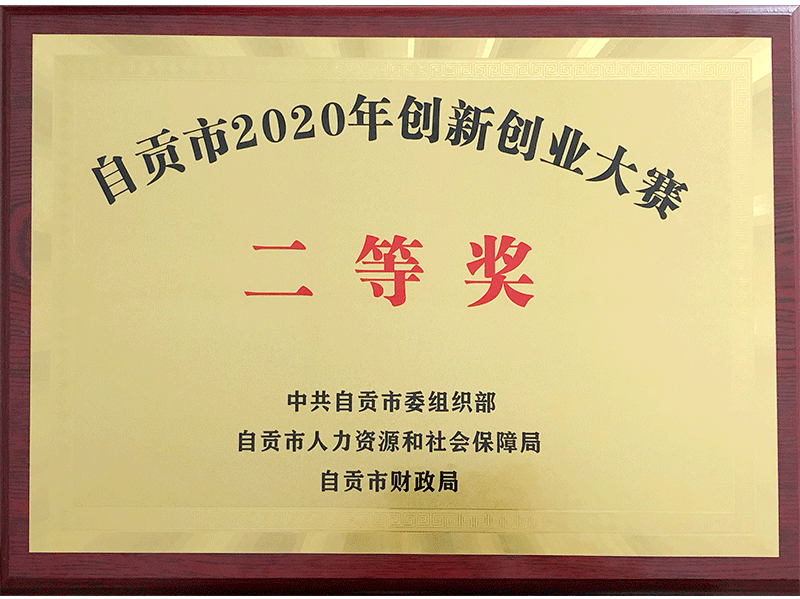 自贡市2020年创新创业大赛
二等奖
中共自贡市委组织部
自贡市人力资源和社会保障局
自贡市财政局